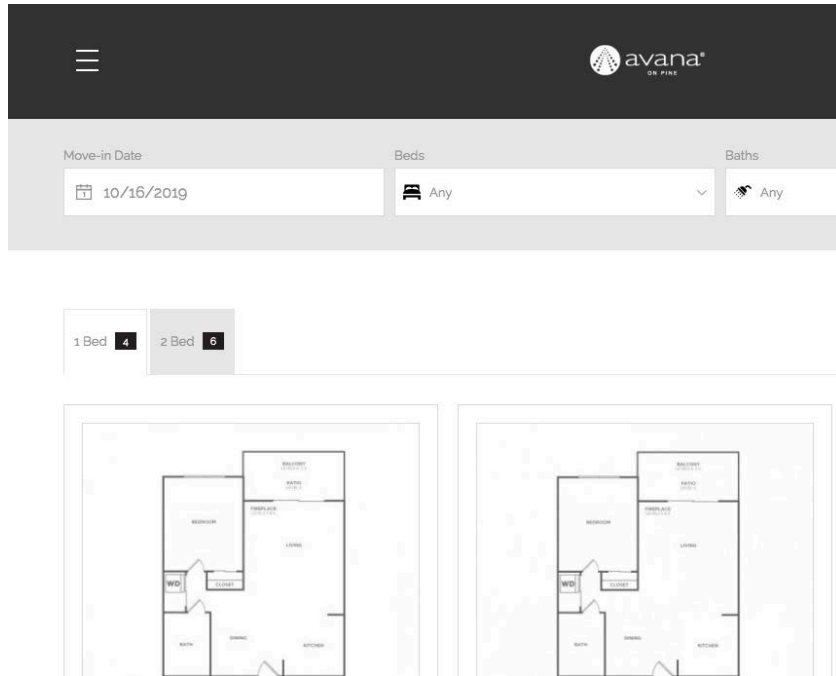 avana®
ON PINE
Move-in Date
Beds
Baths
1
10/16/2019
Any
Any
1 Bed 4
2 Bed 6
BALCONY
PATIO
FIREPLACE
BEDROOM
LIVING
WD
CLOSET
BATH
DINING
KITCHEN
BALCONY
PATIO
FIREPLACE
BEDROOM
LIVING
WD
CLOSET
BATH
DINING
KITCHEN